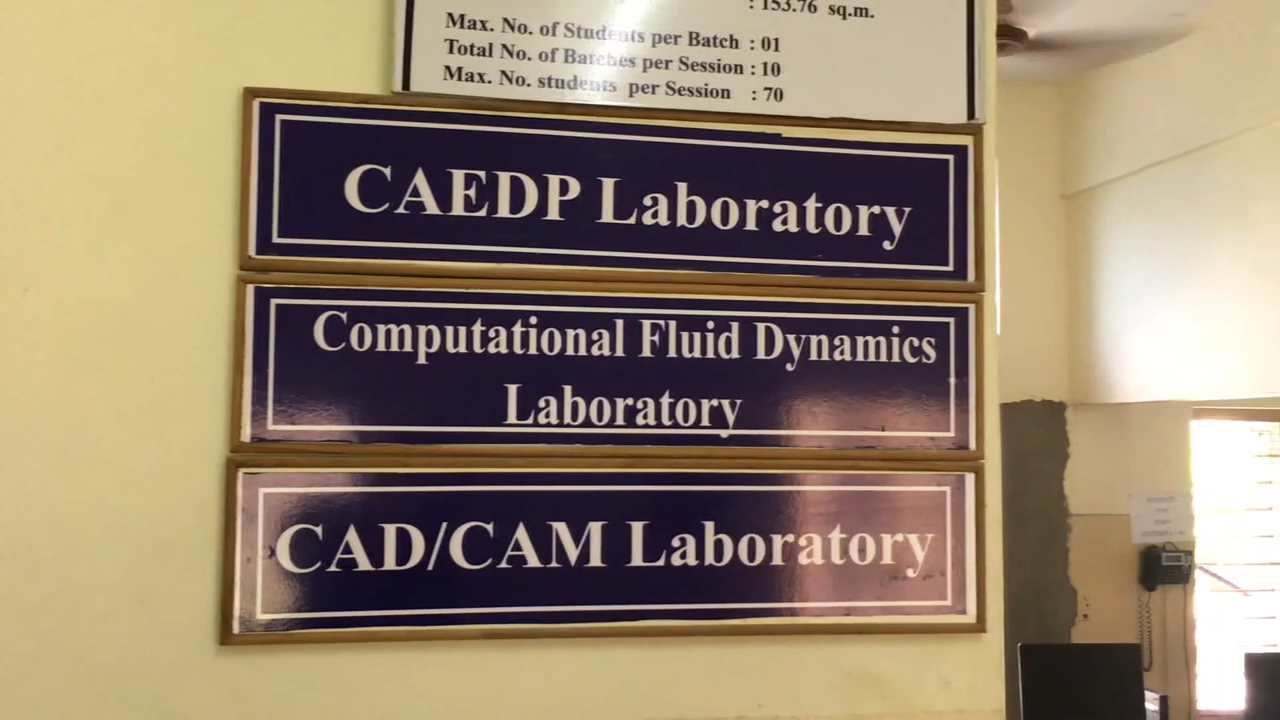 : 153.76 sq.m.
Max. No. of Students per Batch : 01
Total No. of Batches per Session : 10
Max. No. students per Session : 70
CAEDP Laboratory
Computational Fluid Dynamics
Laboratory
CAD/CAM Laboratory